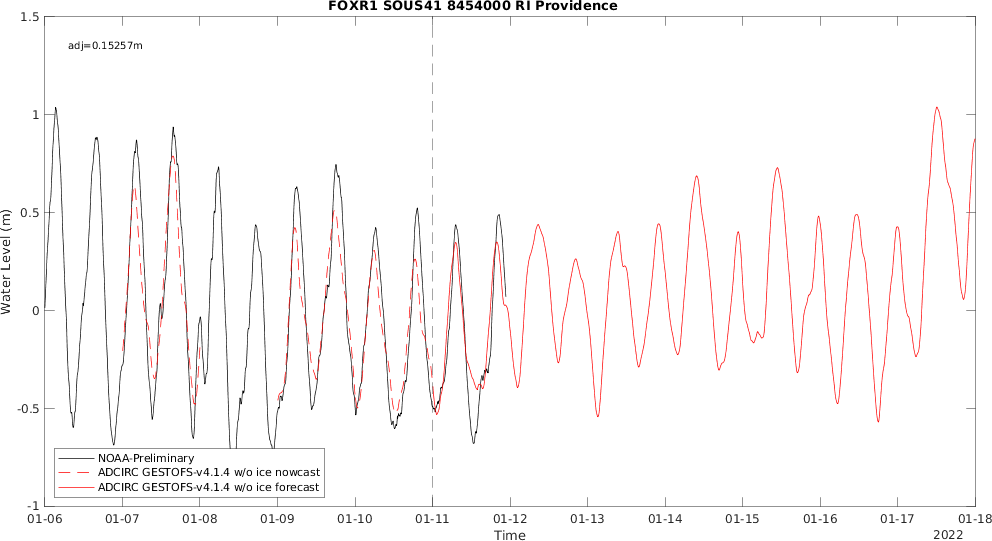 FOXR1 SOUS41 8454000 RI Providence
adj=0.15257m
1.5
1
0.5
0
-0.5
-1
Water Level (m)
NOAA-Preliminary
ADCIRC GESTOFS-v4.1.4 w/o ice nowcast
ADCIRC GESTOFS-v4.1.4 w/o ice forecast
01-06 01-07 01-08 01-09 01-10 01-11 01-12 01-13 01-14 01-15 01-16 01-17 01-18
Time
2022